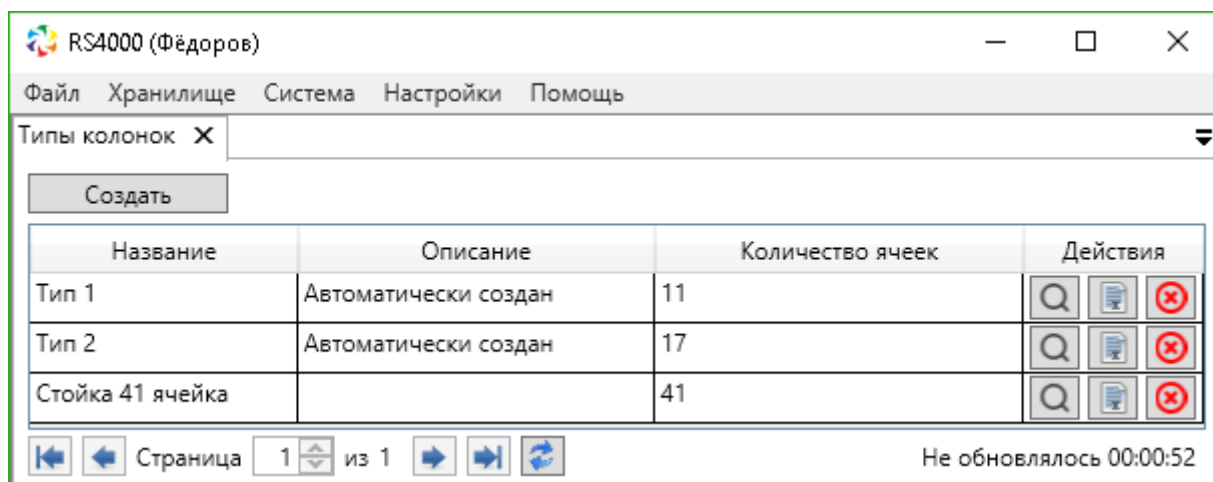 RS4000 (Фёдоров)
Файл Хранилище Система Настройки Помощь
Типы колонок
Создать
Название Описание Количество ячеек Действия
Тип 1 Автоматически создан 11
Тип 2 Автоматически создан 17
Стойка 41 ячейка 41
Страница 1 из 1 Не обновлялось 00:00:52